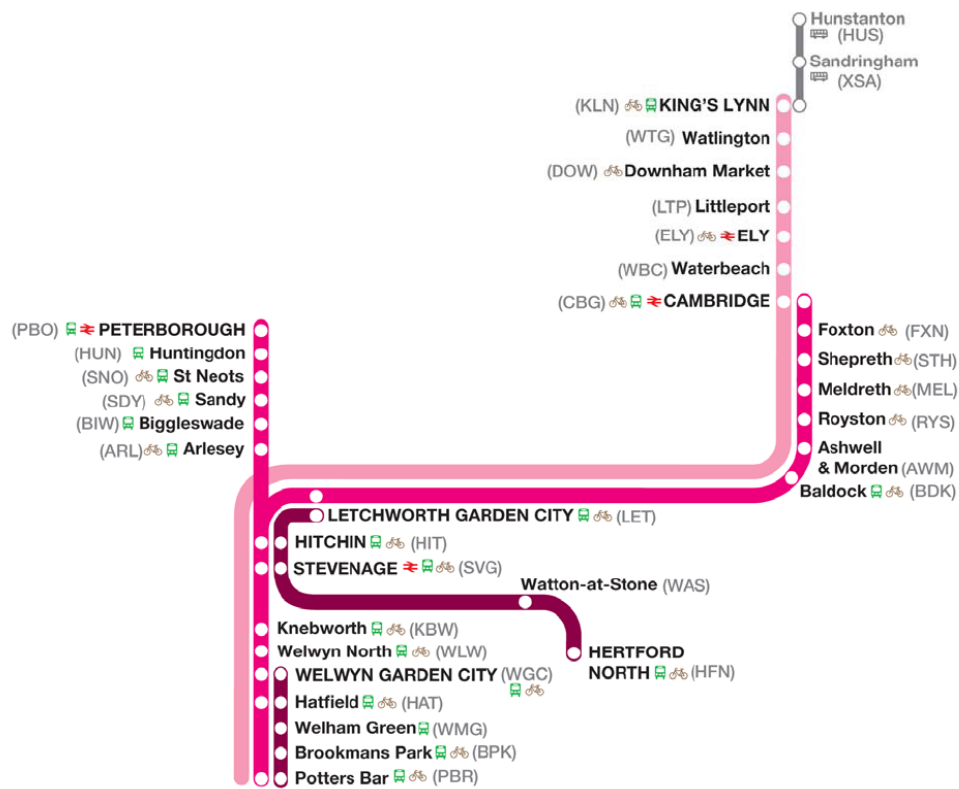 Hunstanton
(HUS)
Sandringham
(XSA)
(KLN) KING'S LYNN
(WTG) Watlington
(DOW) Downham Market
(LTP) Littleport
(ELY) ELY
(WBC) Waterbeach
(CBG) CAMBRIDGE
(PBO) PETERBOROUGH
(HUN) Huntingdon
(SNO) St Neots
(SDY) Sandy
(BIW) Biggleswade
(ARL) Arlesey
Foxton (FXN)
Shepreth (STH)
Meldreth (MEL)
Royston (RYS)
Ashwell
& Morden (AWM)
Baldock (BDK)
LETCHWORTH GARDEN CITY (LET)
HITCHIN (HIT)
STEVENAGE (SVG)
Watton-at-Stone (WAS)
Knebworth (KBW)
Welwyn North (WLW)
HERTFORD
NORTH (HFN)
WELWYN GARDEN CITY (WGC)
Hatfield (HAT)
Welham Green (WMG)
Brookmans Park (BPK)
Potters Bar (PBR)